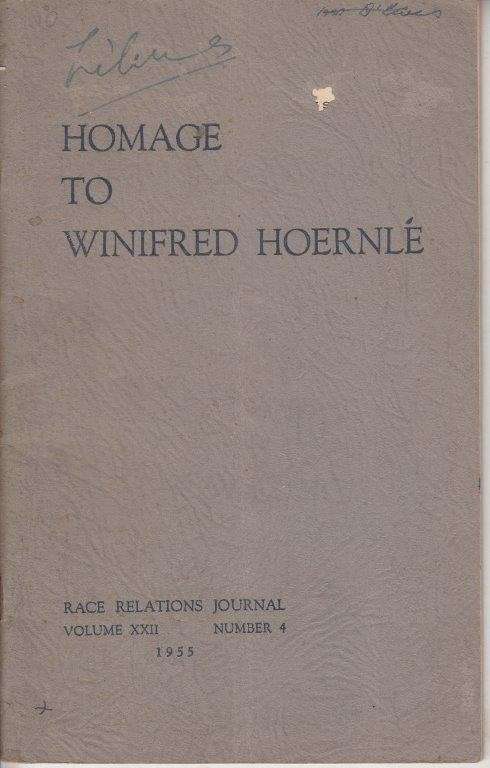 HOMAGE
TO
WINIFRED HOERNLÉ
RACE RELATIONS JOURNAL
VOLUME XXII NUMBER 4
1955